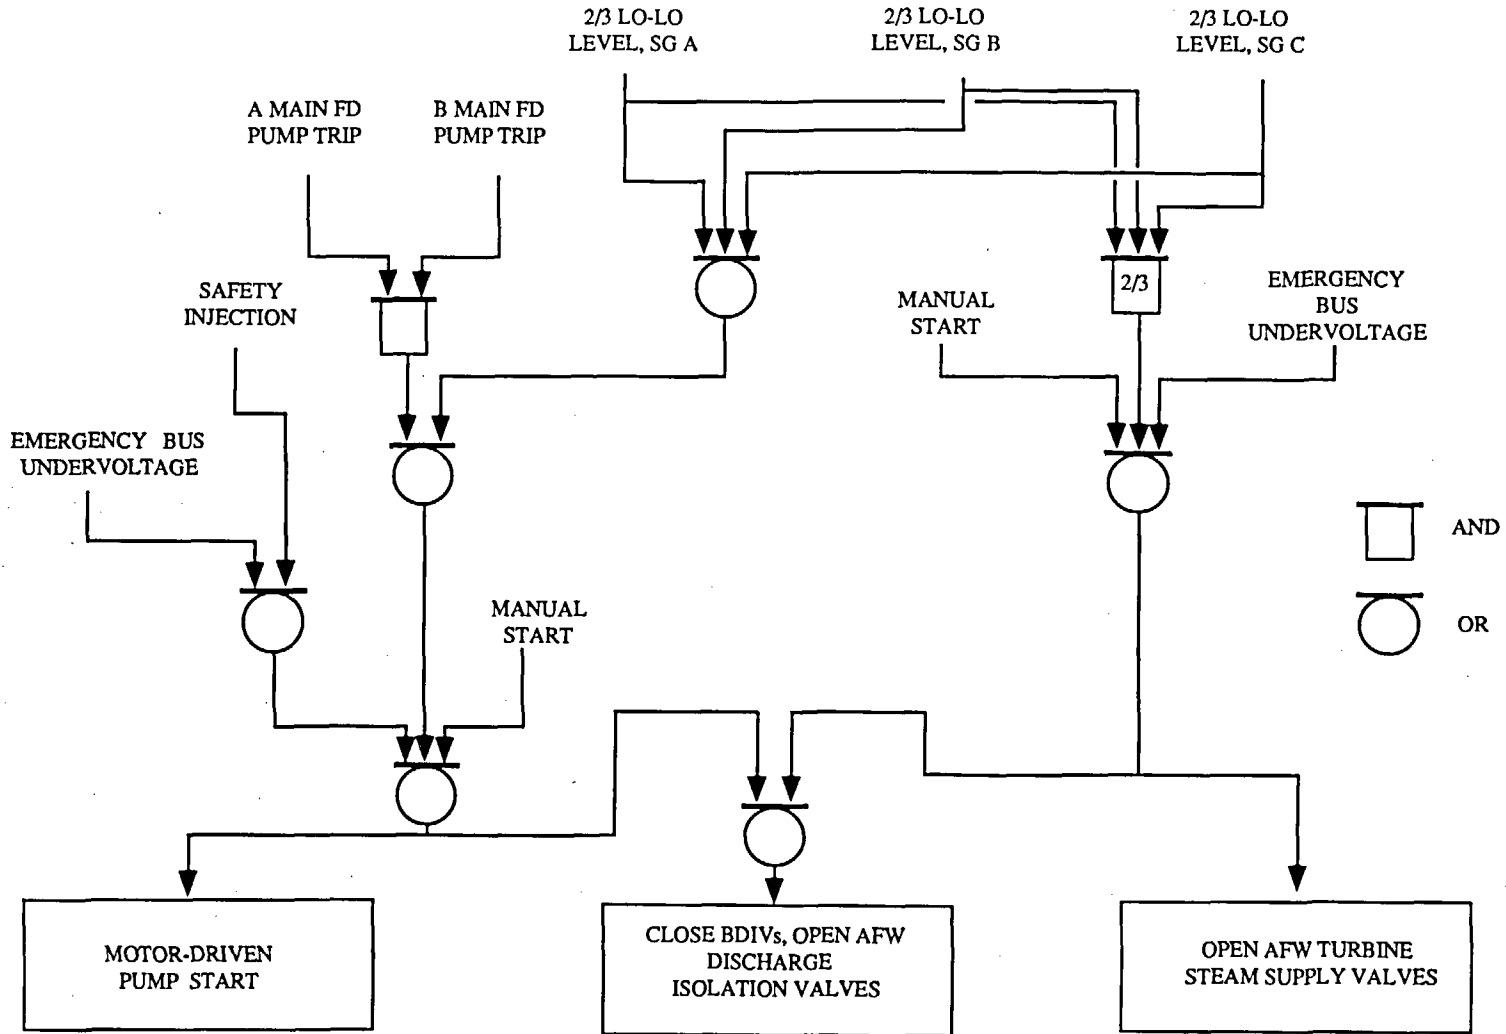 2/3 LO-LO
LEVEL, SG A
2/3 LO-LO
LEVEL, SG B
2/3 LO-LO
LEVEL, SG C
A MAIN FD
PUMP TRIP
B MAIN FD
PUMP TRIP
SAFETY
INJECTION
2/3
MANUAL
START
EMERGENCY
BUS
UNDERVOLTAGE
EMERGENCY BUS
UNDERVOLTAGE
AND
MANUAL
START
OR
MOTOR-DRIVEN
PUMP START
CLOSE BDIVs, OPEN AFW
DISCHARGE
ISOLATION VALVES
OPEN AFW TURBINE
STEAM SUPPLY VALVES